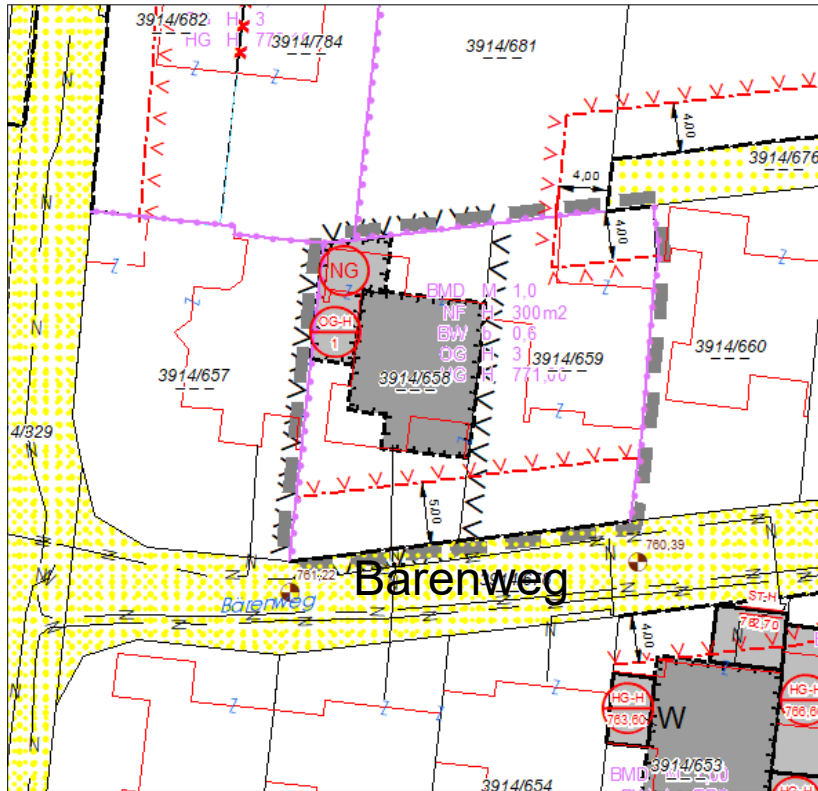 3914/682
H 3
HG H
3914/784
3914/681
4,00
3914/676
4,00
4,00
NG
BMD M 1,0
NF H 300m2
BW b 0,6
OG H 3
HG H 771,00
OG-H
1
3914/657
3914/658
3914/659
3914/660
4/329
5,00
761,22
760,39
Bärenweg
Bärenweg
ST-H
762,70
4,00
HG-H
763,60
W
HG-H
3914/653
BMD
3914/654
HG-H